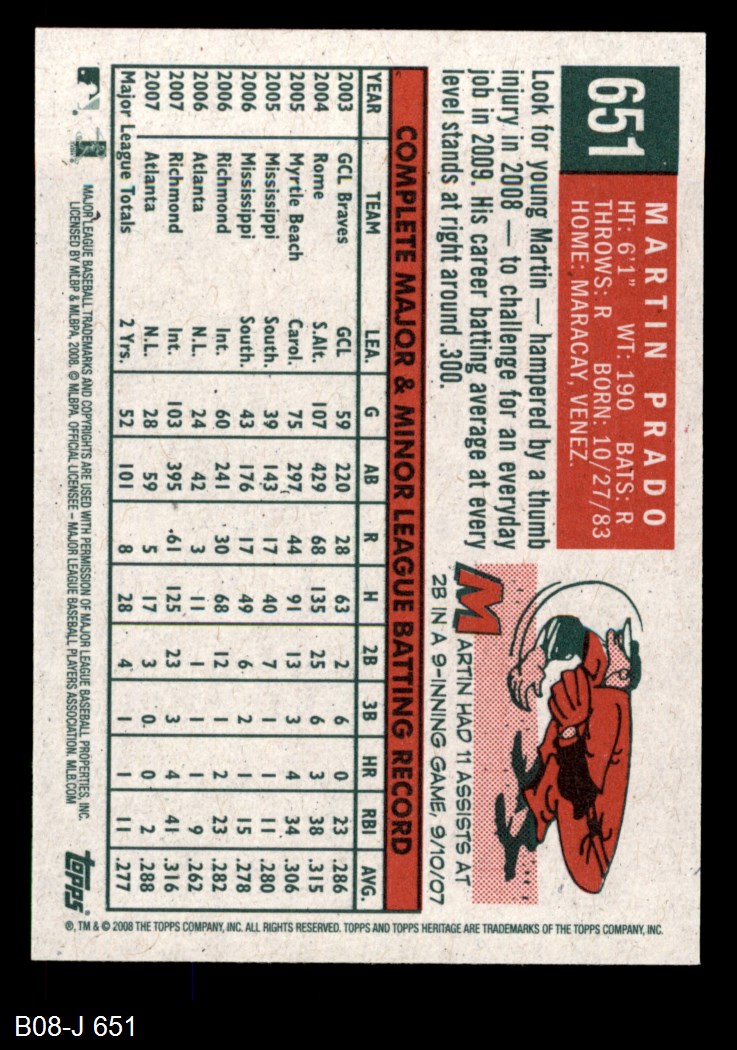 651
MARTIN PRADO
HT: 6'1" WT: 190 BATS: R
THROWS: R BORN: 10/27/83
HOME: MARACAY, VENEZ.
Look for young Martin — hampered by a thumb
injury in 2008 — to challenge for an everyday
job in 2009. His career batting average at every
level stands at right around .300.
MARTIN HAD 11 ASSISTS AT
2B IN A 9-INNING GAME, 9/10/07
COMPLETE MAJOR & MINOR LEAGUE BATTING RECORD
YEAR TEAM LEA. G AB R H 2B 3B HR RBI AVG.
2003 GCL Braves GCL 59 220 28 63 2 6 0 23 .286
2004 Rome S.Atl. 107 429 68 135 25 6 3 38 .315
2005 Myrtle Beach Carol. 75 297 44 91 13 3 4 34 .306
2005 Mississippi South. 39 143 17 40 7 1 1 11 .280
2006 Mississippi South. 43 176 17 49 6 2 1 15 .278
2006 Richmond Int. 60 241 30 68 12 1 2 23 .282
2006 Atlanta N.L. 24 42 3 11 1 1 1 9 .262
2007 Richmond Int. 103 395 61 125 23 3 4 41 .316
2007 Atlanta N.L. 28 59 5 17 3 0 0 2 .288
Major League Totals 2 Yrs. 52 101 8 28 4 1 1 11 .277
MAJOR LEAGUE BASEBALL TRADEMARKS AND COPYRIGHTS ARE USED WITH PERMISSION OF MAJOR LEAGUE BASEBALL PROPERTIES, INC.
LICENSED BY MLBP & MLBPA, 2008. © MLBPA. OFFICIAL LICENSEE – MAJOR LEAGUE BASEBALL PLAYERS ASSOCIATION. MLB.COM
topps
®, TM & © 2008 THE TOPPS COMPANY, INC. ALL RIGHTS RESERVED. TOPPS AND TOPPS HERITAGE ARE TRADEMARKS OF THE TOPPS COMPANY, INC.
B08-J 651